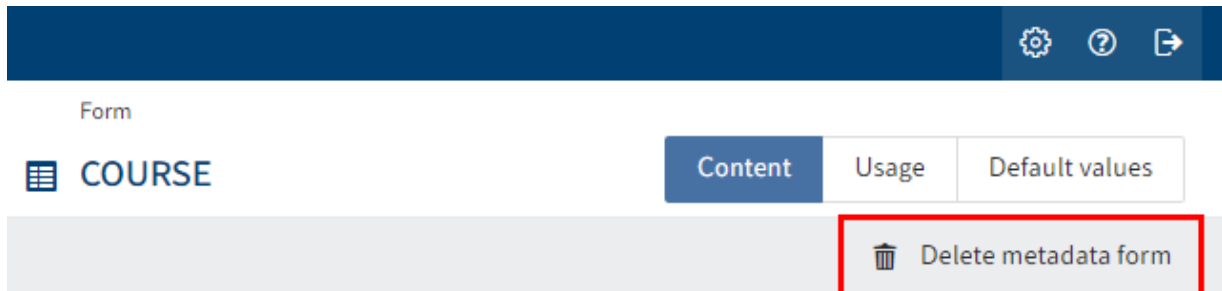 Form
COURSE
Content Usage Default values
Delete metadata form